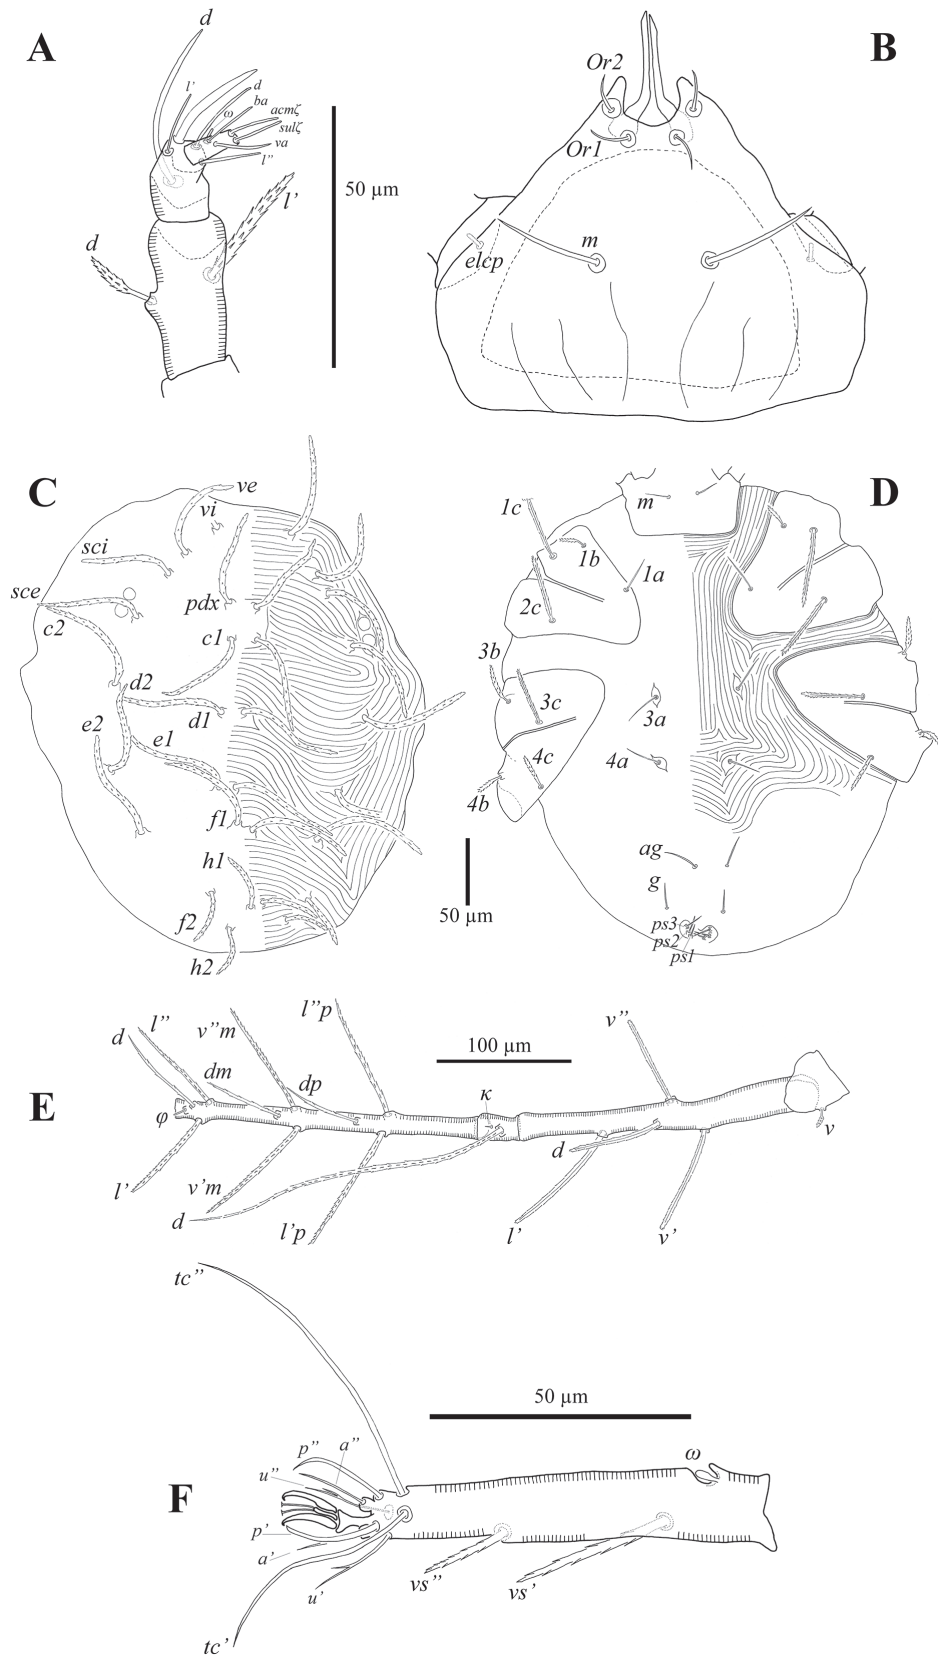 A
d
l’
d
ba
ω
acmζ
sulζ
va
l’’
l’
d
50 µm
B
Or2
Or1
m
elcp
C
ve
vi
sci
sce
pdx
c2
c1
d2
d1
e2
e1
f1
h1
f2
h2
D
m
1c
1b
1a
2c
3b
3c
3a
4c
4a
4b
ag
g
ps3
ps2
ps1
50 µm
E
d
l’’
v’’m
l’’p
100 µm
v’’
dm
dp
κ
φ
v
d
l’
v’m
d
l’p
l’
v’
F
tc’’
50 µm
p’’
a’’
u’’
ω
p’
a’
u’
vs’’
vs’
tc’